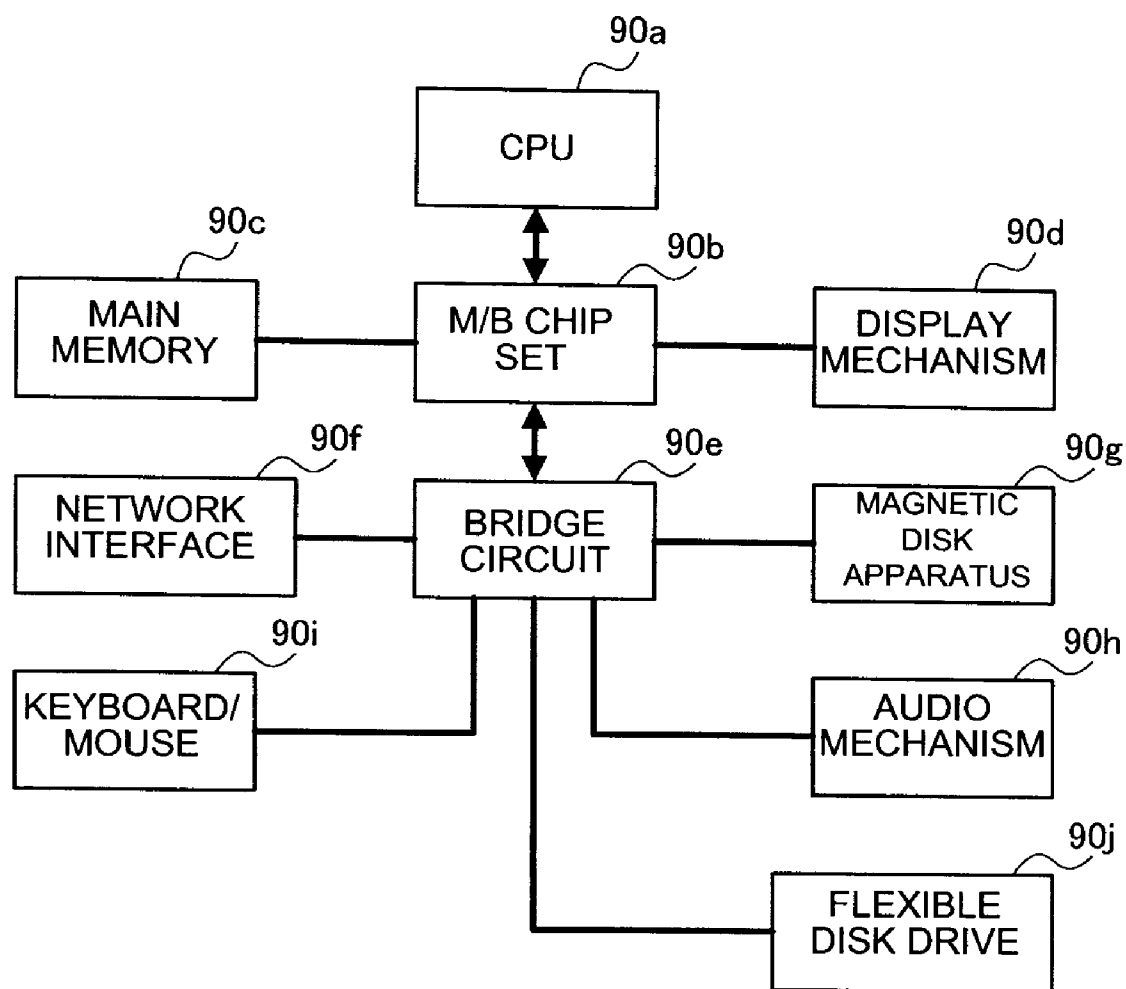 90a
CPU
90c
90b
90d
MAIN
MEMORY
M/B CHIP
SET
DISPLAY
MECHANISM
90f
90e
90g
NETWORK
INTERFACE
BRIDGE
CIRCUIT
MAGNETIC
DISK
APPARATUS
90i
90h
KEYBOARD/
MOUSE
AUDIO
MECHANISM
90j
FLEXIBLE
DISK DRIVE